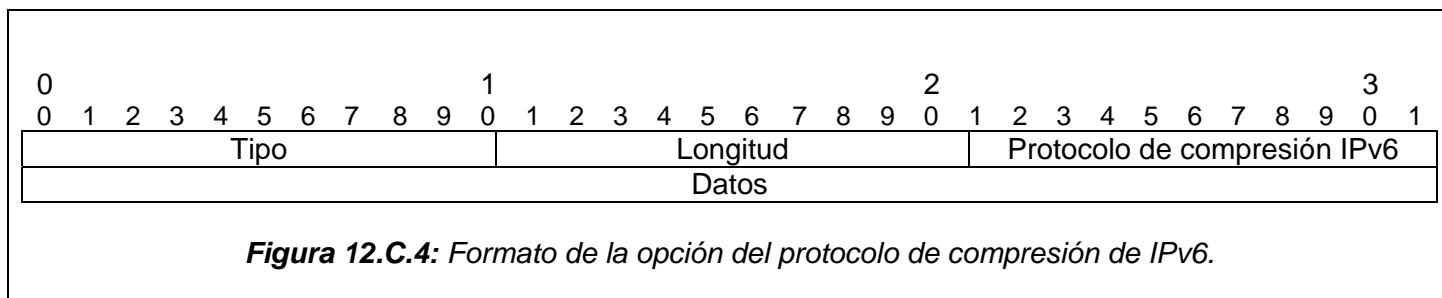 0 1 2 3
0 1 2 3 4 5 6 7 8 9 0 1 2 3 4 5 6 7 8 9 0 1 2 3 4 5 6 7 8 9 0 1
Tipo Longitud Protocolo de compresión IPv6
Datos
Figura 12.C.4: Formato de la opción del protocolo de compresión de IPv6.